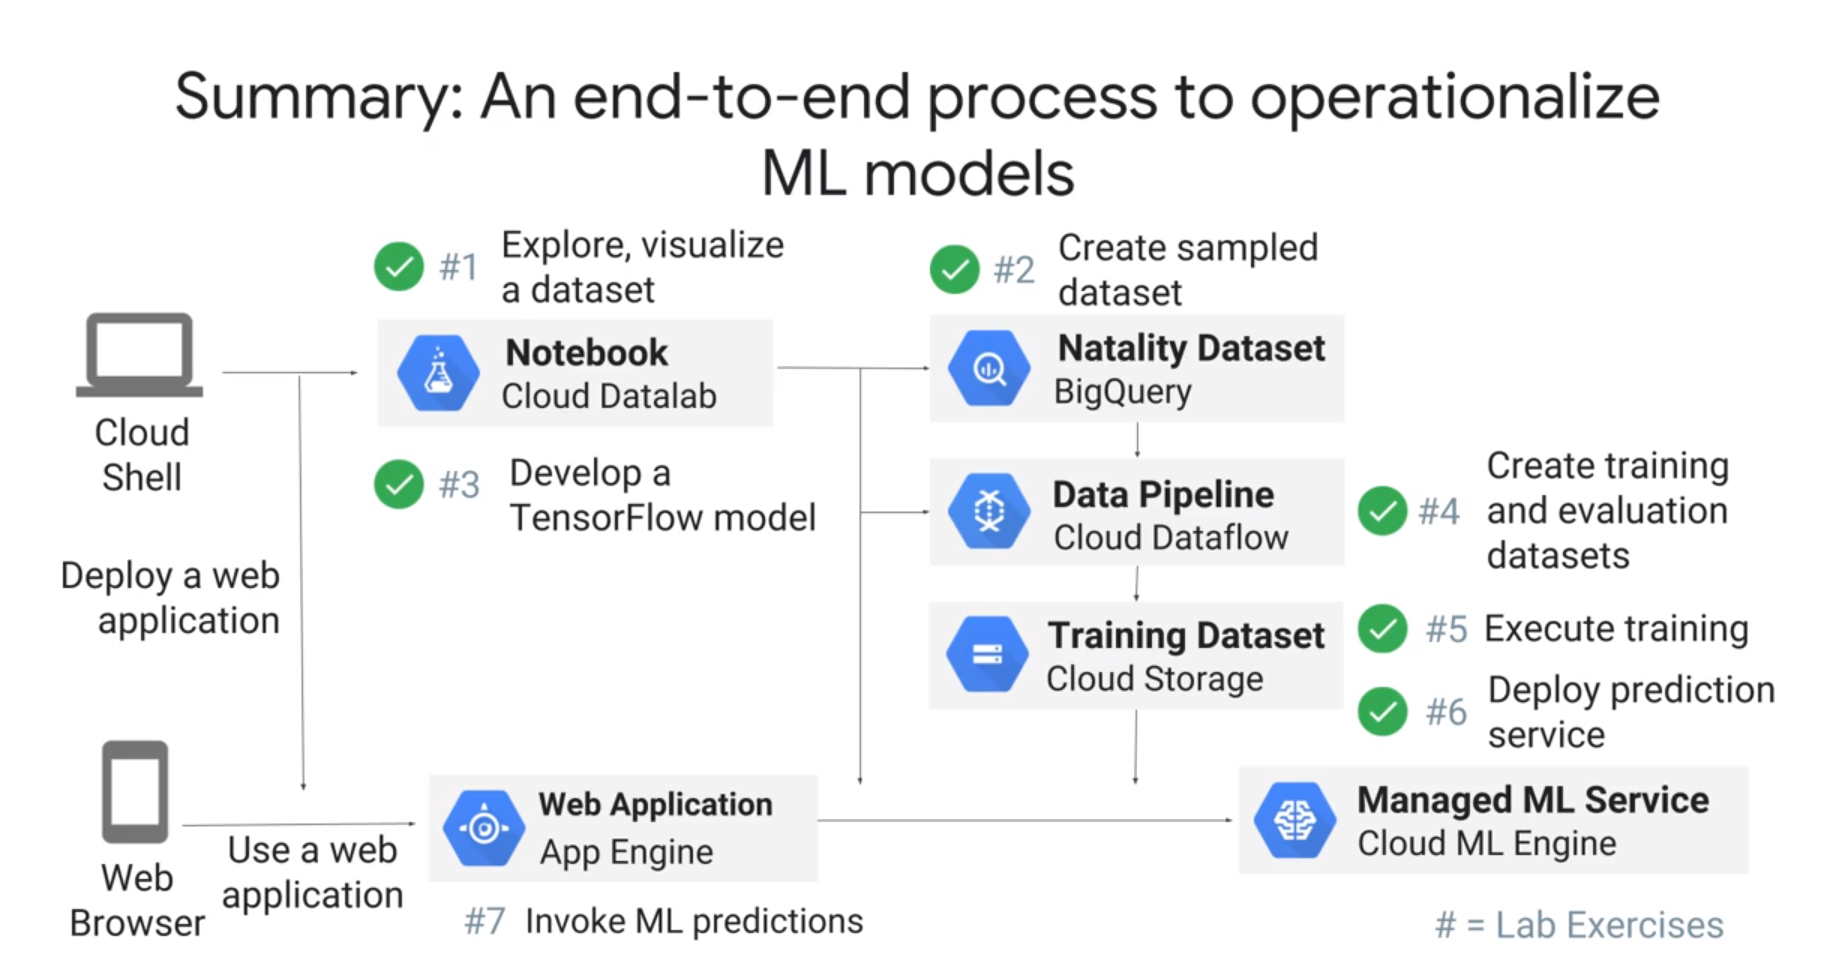 Summary: An end-to-end process to operationalize
ML models
#1
Explore, visualize
a dataset
#2
Create sampled
dataset
Cloud
Shell
Notebook
Cloud Datalab
Natality Dataset
BigQuery
#3
Develop a
TensorFlow model
Data Pipeline
Cloud Dataflow
#4
Create training
and evaluation
datasets
Deploy a web
application
Training Dataset
Cloud Storage
#5 Execute training
#6
Deploy prediction
service
Web
Browser
Use a web
application
Web Application
App Engine
Managed ML Service
Cloud ML Engine
#7 Invoke ML predictions
# = Lab Exercises